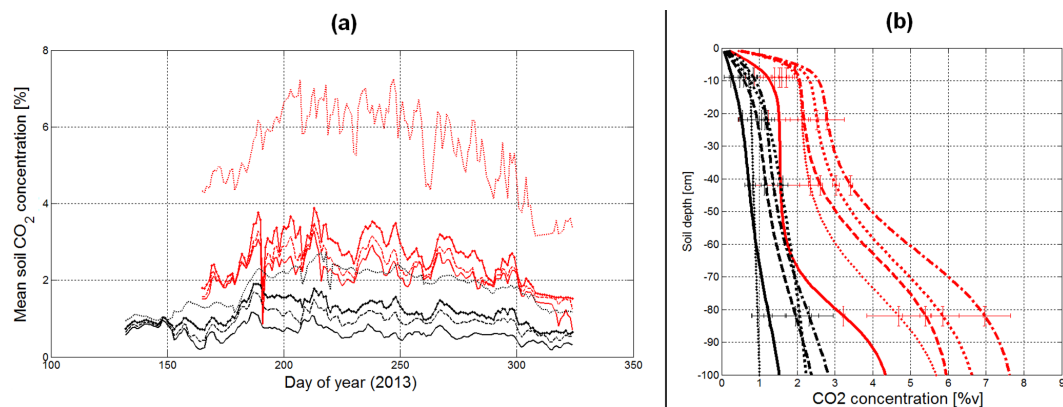 (a)
8
6
4
2
0
100 150 200 250 300 350
Mean soil CO2 concentration [%]
Day of year (2013)
(b)
0
-10
-20
-30
-40
-50
-60
-70
-80
-90
-100
0 1 2 3 4 5 6 7 8 9
Soil depth [cm]
CO2 concentration [%v]